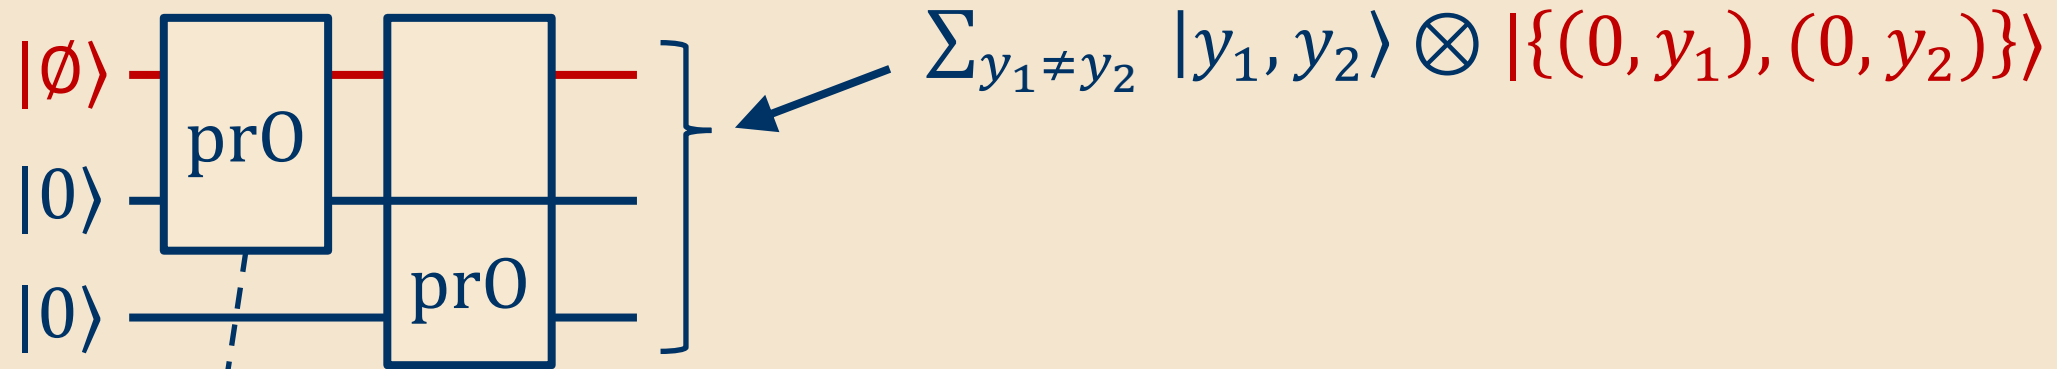 |∅⟩
prO
|0⟩
|0⟩
prO
∑_{y₁≠y₂} |y₁, y₂⟩ ⊗ |{(0, y₁), (0, y₂)}⟩